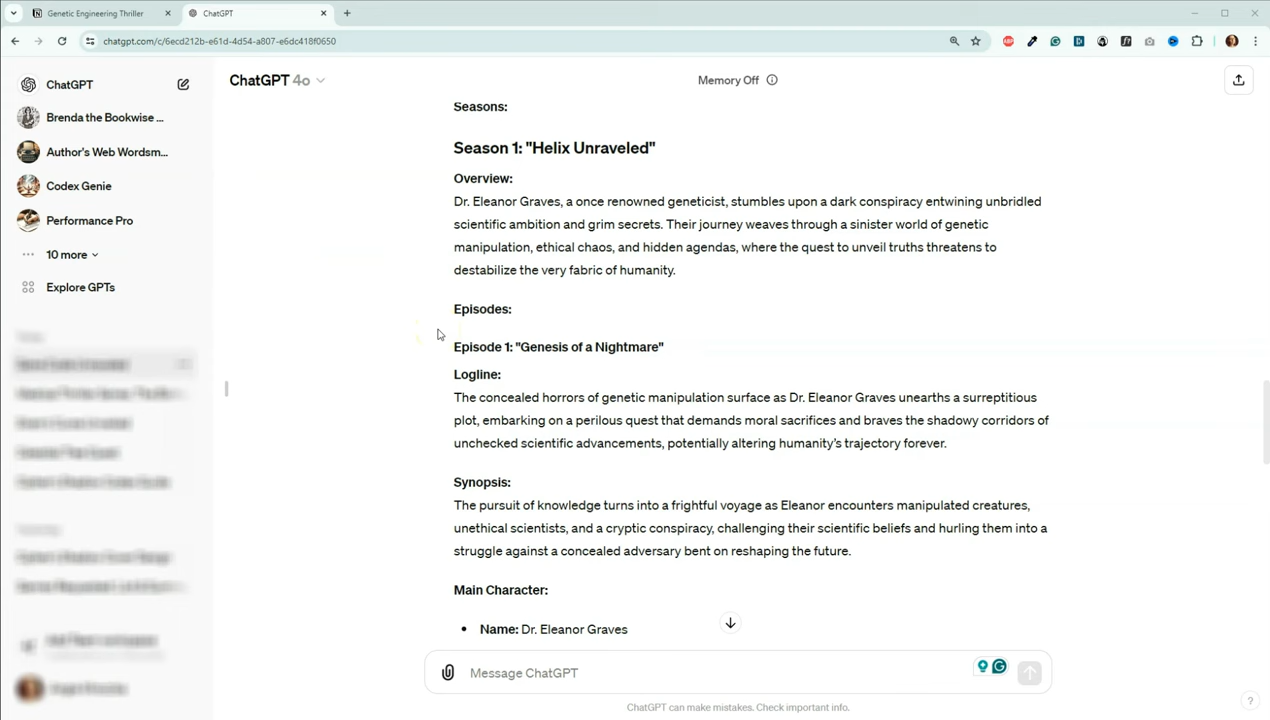 Genetic Engineering Thriller
ChatGPT
chatgpt.com/c/6ecd212b-e61d-4d54-a807-e6dc418f0650
ChatGPT
Brenda the Bookwise ...
Author's Web Wordsm...
Codex Genie
Performance Pro
10 more
Explore GPTs
ChatGPT 4o
Memory Off
Seasons:
Season 1: "Helix Unraveled"
Overview:
Dr. Eleanor Graves, a once renowned geneticist, stumbles upon a dark conspiracy entwining unbridled
scientific ambition and grim secrets. Their journey weaves through a sinister world of genetic
manipulation, ethical chaos, and hidden agendas, where the quest to unveil truths threatens to
destabilize the very fabric of humanity.
Episodes:
Episode 1: "Genesis of a Nightmare"
Logline:
The concealed horrors of genetic manipulation surface as Dr. Eleanor Graves unearths a surreptitious
plot, embarking on a perilous quest that demands moral sacrifices and braves the shadowy corridors of
unchecked scientific advancements, potentially altering humanity's trajectory forever.
Synopsis:
The pursuit of knowledge turns into a frightful voyage as Eleanor encounters manipulated creatures,
unethical scientists, and a cryptic conspiracy, challenging their scientific beliefs and hurling them into a
struggle against a concealed adversary bent on reshaping the future.
Main Character:
• Name: Dr. Eleanor Graves
Message ChatGPT
ChatGPT can make mistakes. Check important info.
?